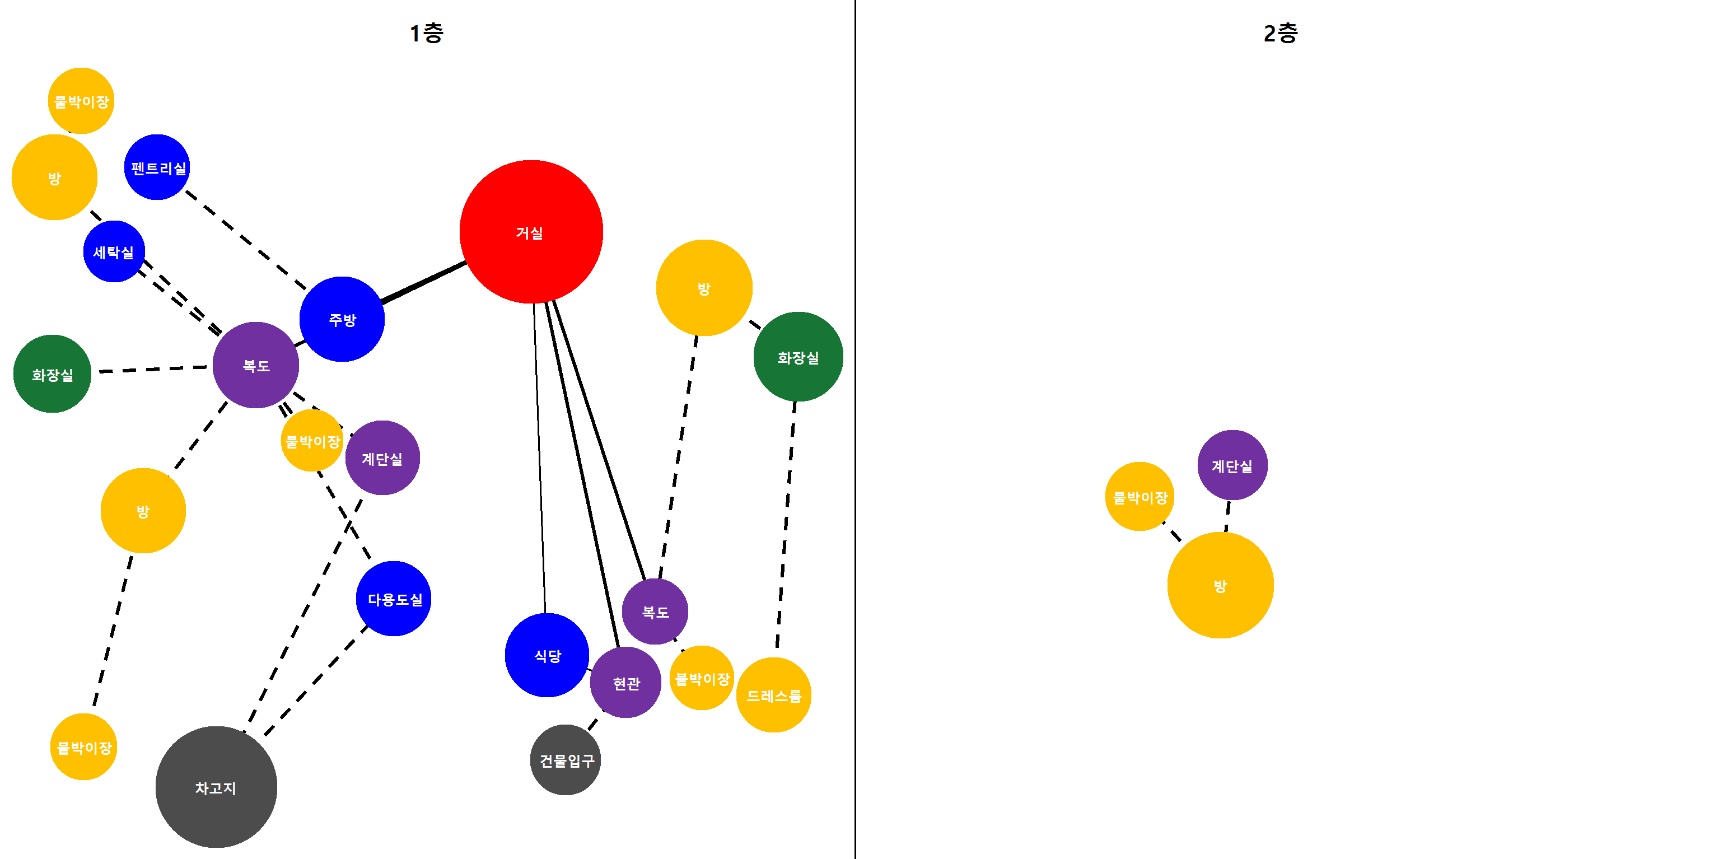 1층
2층
붙박이장
방
펜트리실
세탁실
거실
주방
방
화장실
복도
화장실
붙박이장
계단실
방
다용도실
복도
식당
현관
붙박이장
드레스룸
붙박이장
건물입구
차고지
계단실
붙박이장
방